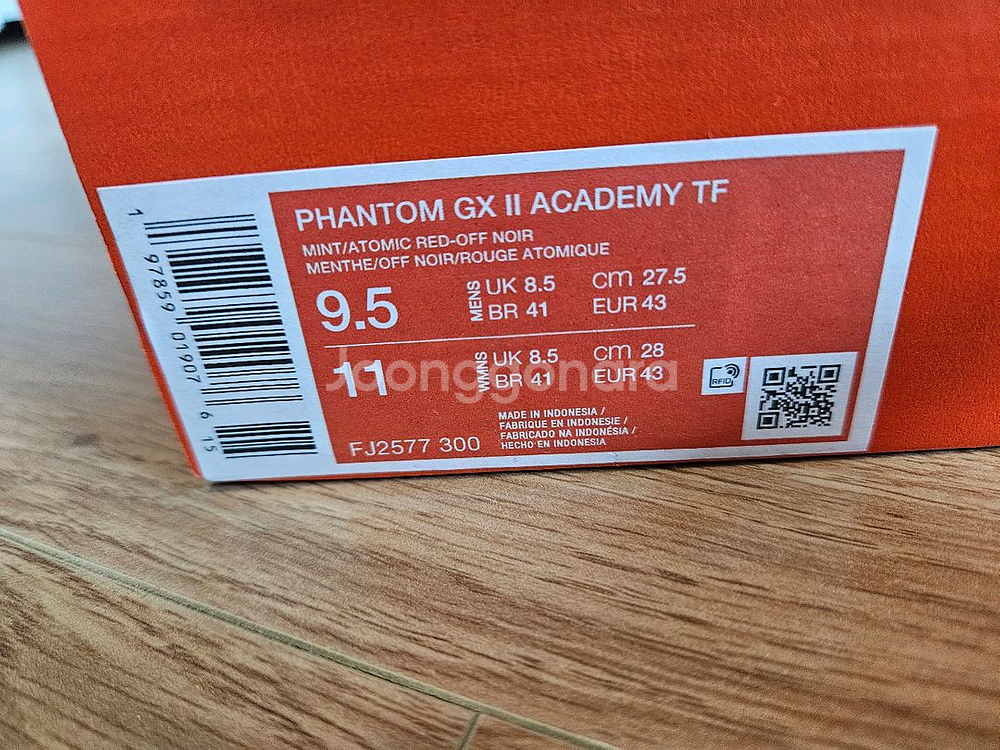 PHANTOM GX II ACADEMY TF
MINT/ATOMIC RED-OFF NOIR
MENTHE/OFF NOIR/ROUGE ATOMIQUE
9.5 MENS UK 8.5 cm 27.5
BR 41 EUR 43
11 WMNS UK 8.5 cm 28
BR 41 EUR 43
Joonggonara
RFID
MADE IN INDONESIA /
FABRIQUE EN INDONESIE /
FABRICADO NA INDONÉSIA /
HECHO EN INDONESIA
FJ2577 300
1 97859 01907 6 15